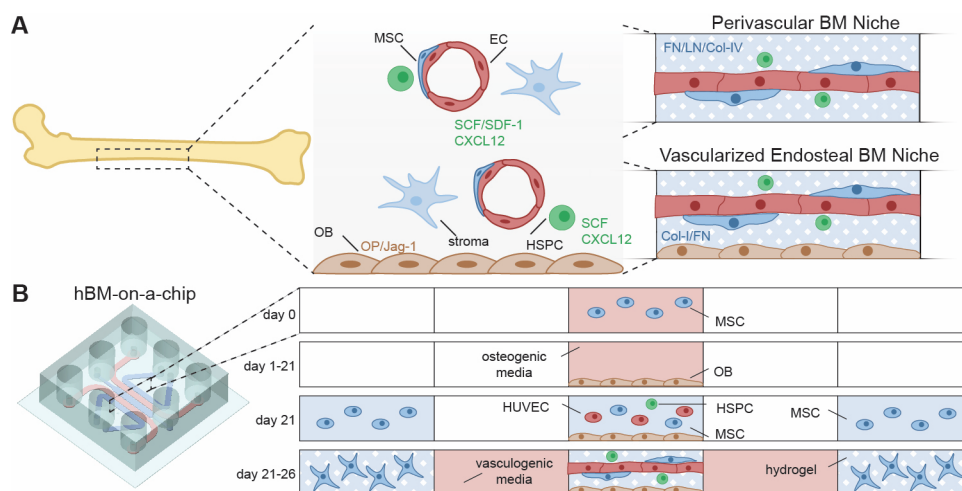 A
MSC
EC
SCF/SDF-1
CXCL12
OB
OP/Jag-1
stroma
HSPC
SCF
CXCL12
Perivascular BM Niche
FN/LN/Col-IV
Vascularized Endosteal BM Niche
Col-I/FN
B
hBM-on-a-chip
day 0
MSC
day 1-21
osteogenic
media
OB
day 21
HUVEC
HSPC
MSC
MSC
day 21-26
vasculogenic
media
hydrogel